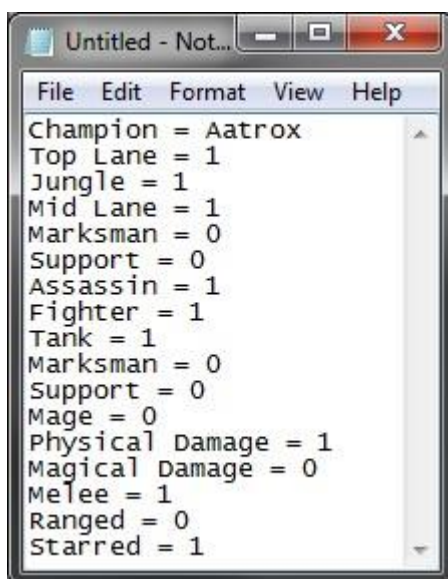 Untitled - Not...
File Edit Format View Help
Champion = Aatrox
Top Lane = 1
Jungle = 1
Mid Lane = 1
Marksman = 0
Support = 0
Assassin = 1
Fighter = 1
Tank = 1
Marksman = 0
Support = 0
Mage = 0
Physical Damage = 1
Magical Damage = 0
Melee = 1
Ranged = 0
Starred = 1